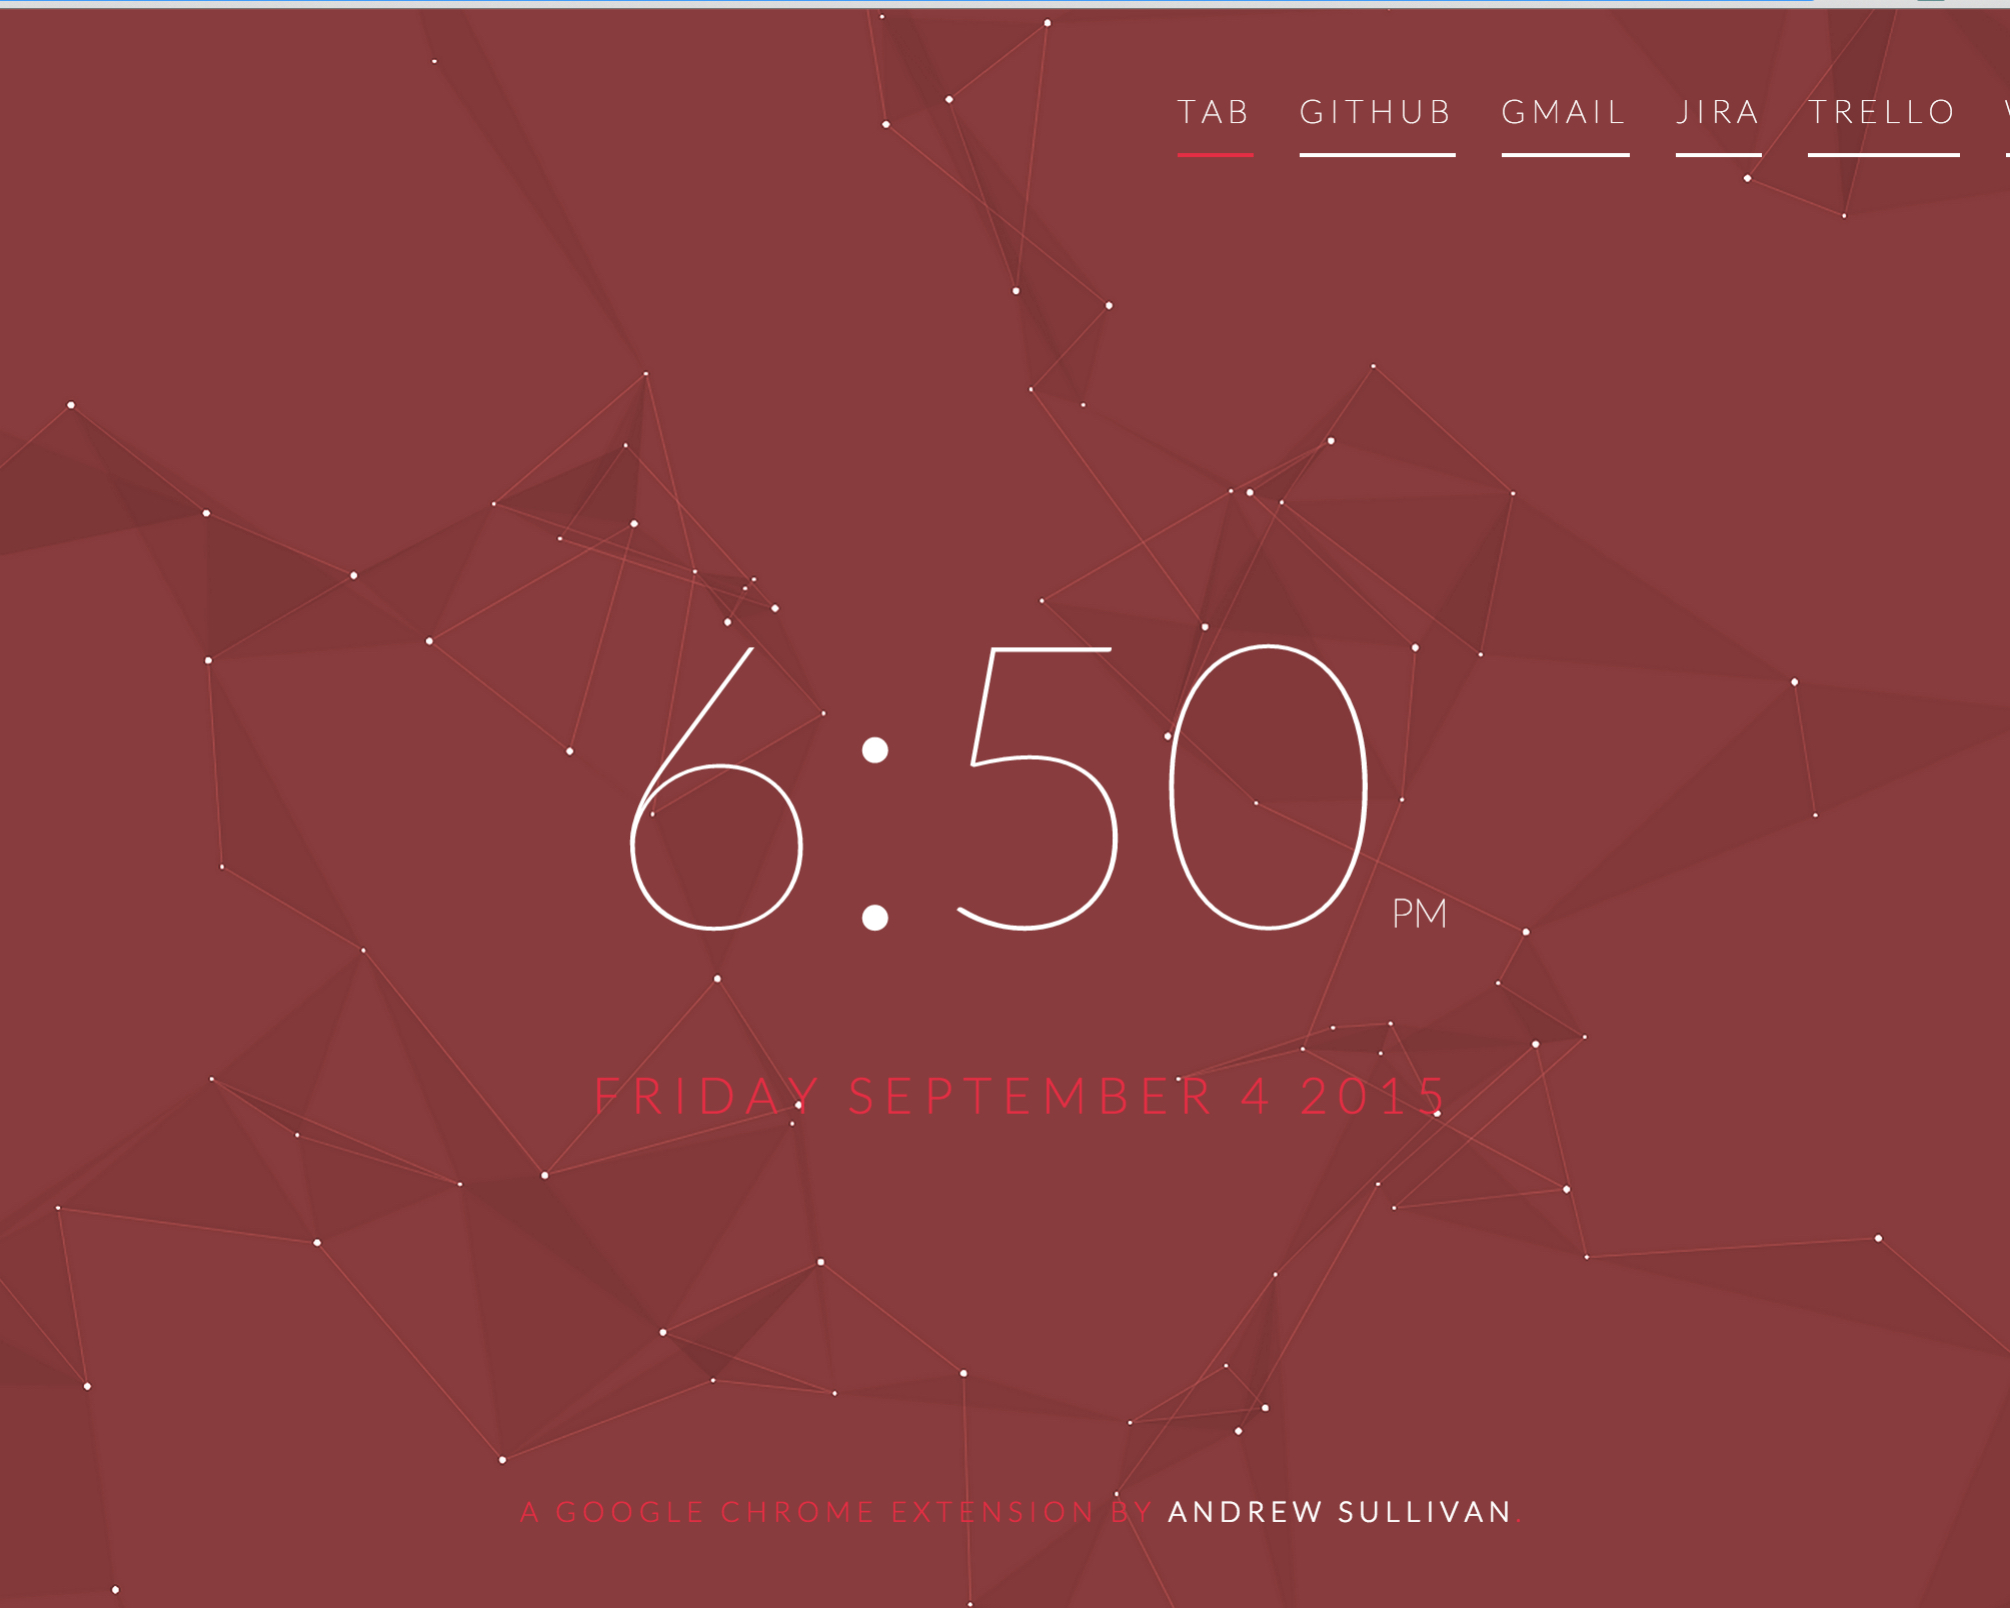 TAB GITHUB GMAIL JIRA TRELLO
6:50 PM
FRIDAY SEPTEMBER 4 2015
A GOOGLE CHROME EXTENSION BY ANDREW SULLIVAN.